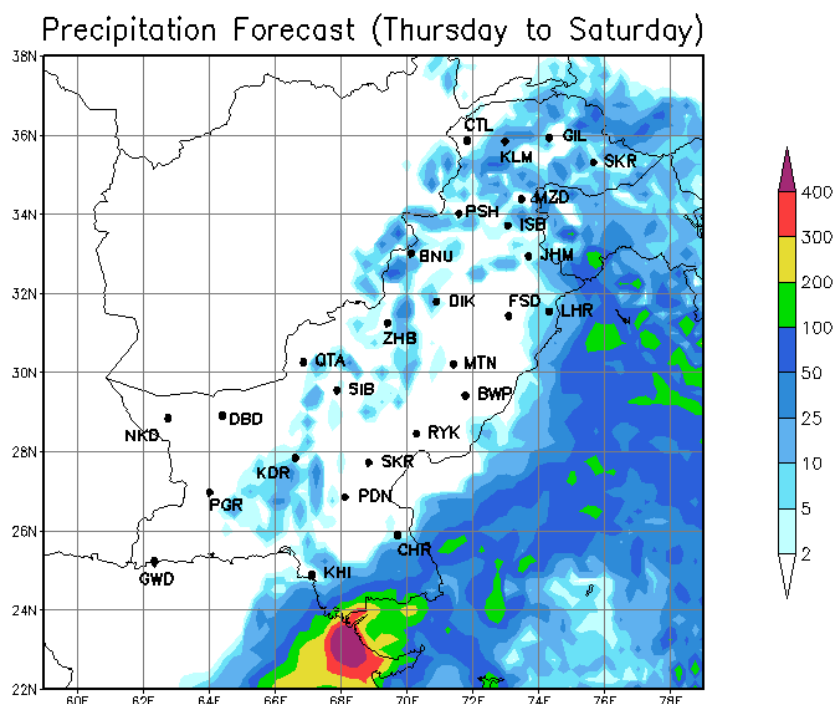 Precipitation Forecast (Thursday to Saturday)
38N
36N
34N
32N
30N
28N
26N
24N
22N
60E
62E
64E
66E
68E
70E
72E
74E
76E
78E
CTL
GIL
KLM
SKR
MZD
PSH
ISB
BNU
JHM
DIK
FSD
LHR
ZHB
QTA
MTN
SIB
BWP
DBD
NKD
RYK
SKR
KDR
PDN
PGR
CHR
KHI
GWD
400
300
200
100
50
25
10
5
2